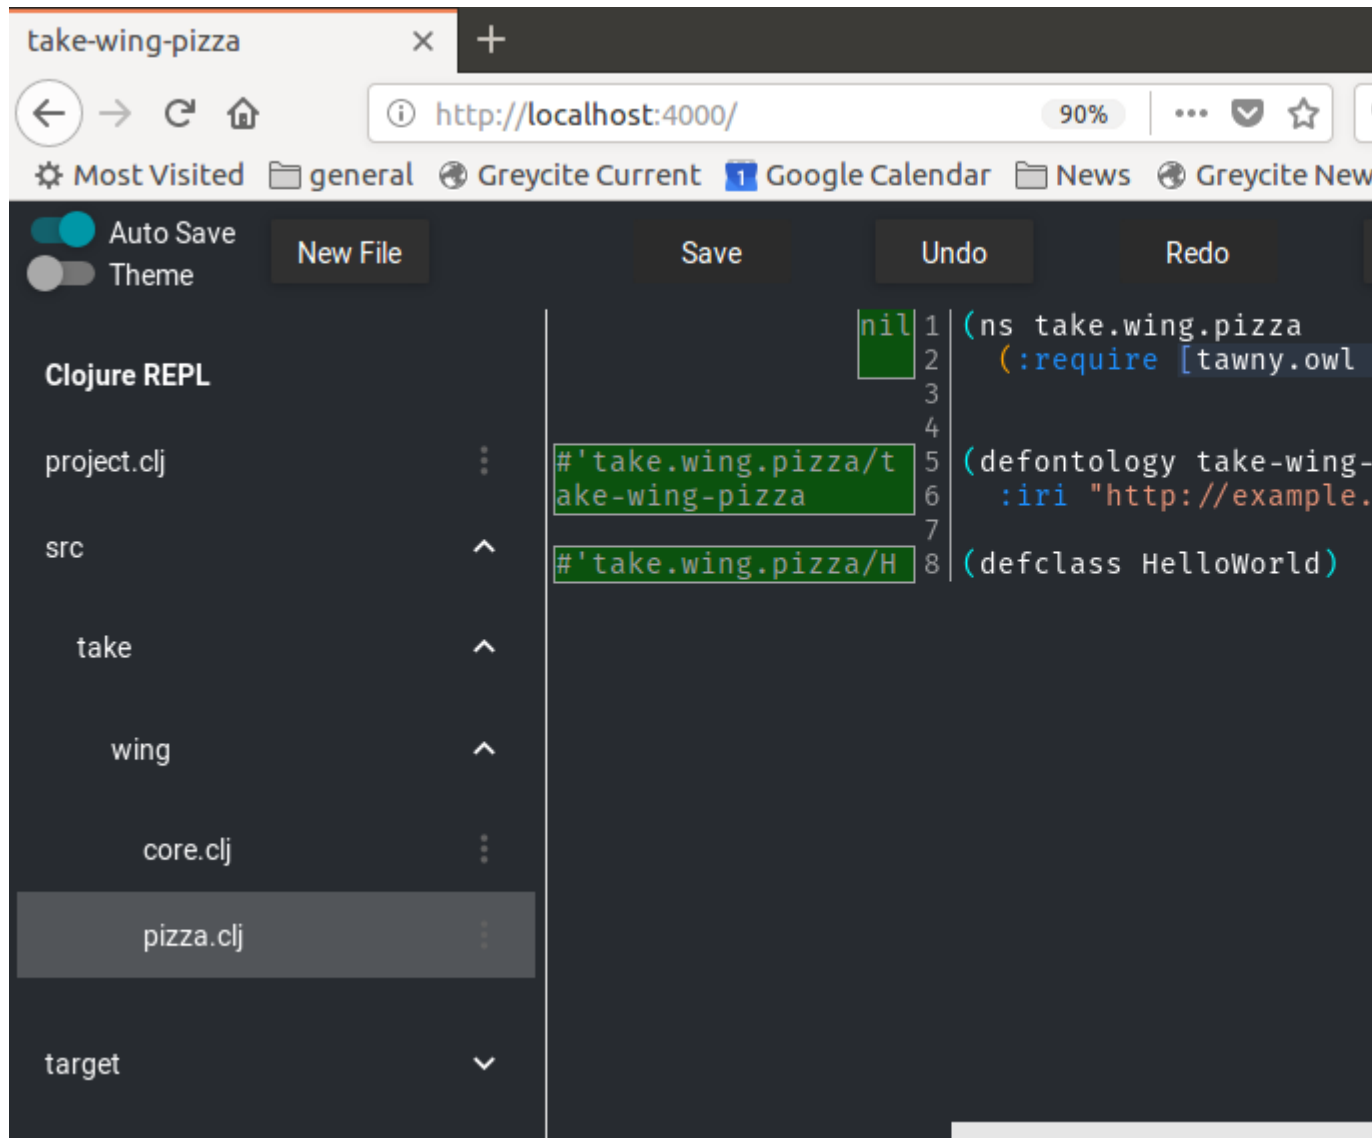 take-wing-pizza
http://localhost:4000/ 90%
Most Visited general Greycite Current 1 Google Calendar News Greycite New
Auto Save
Theme
New File Save Undo Redo
Clojure REPL
project.clj
src
take
wing
core.clj
pizza.clj
target
nil 1 (ns take.wing.pizza
2 (:require [tawny.owl
3
4
#'take.wing.pizza/t 5 (defontology take-wing-
ake-wing-pizza 6 :iri "http://example.
7
#'take.wing.pizza/H 8 (defclass HelloWorld)